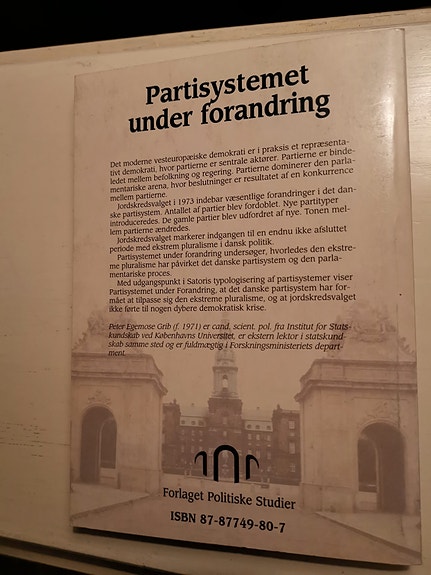 Partisystemet
under forandring
Det moderne vesteuropæiske demokrati er i praksis et repræsenta-
tivt demokrati, hvor partierne er sentrale aktører. Partierne er binde-
ledet mellem befolkning og regering. Partierne dominerer den parla-
mentariske arena, hvor beslutninger er resultatet af en konkurrence
mellem partierne.
Jordskredsvalget i 1973 indebar væsentlige forandringer i det dan-
ske partisystem. Antallet af partier blev fordoblet. Nye partityper
introduceredes. De gamle partier blev udfordret af nye. Tonen mel-
lem partierne ændredes.
Jordskredsvalget markerer indgangen til en endnu ikke afsluttet
periode med ekstrem pluralisme i dansk politik.
Partisystemet under forandring undersøger, hvorledes den ekstre-
me pluralisme har påvirket det danske partisystem og den parla-
mentariske proces.
Med udgangspunkt i Satoris typologisering af partisystemer viser
Partisystemet under Forandring, at det danske partisystem har for-
mået at tilpasse sig den ekstreme pluralisme, og at jordskredsvalget
ikke førte til nogen dybere demokratisk krise.
Peter Egemose Grib (f. 1971) er cand. scient. pol. fra Institut for Stats-
kundskab ved Københavns Universitet, er ekstern lektor i statskund-
skab samme sted og er fuldmægtig i Forskningsministeriets depart-
ment.
Forlaget Politiske Studier
ISBN 87-87749-80-7